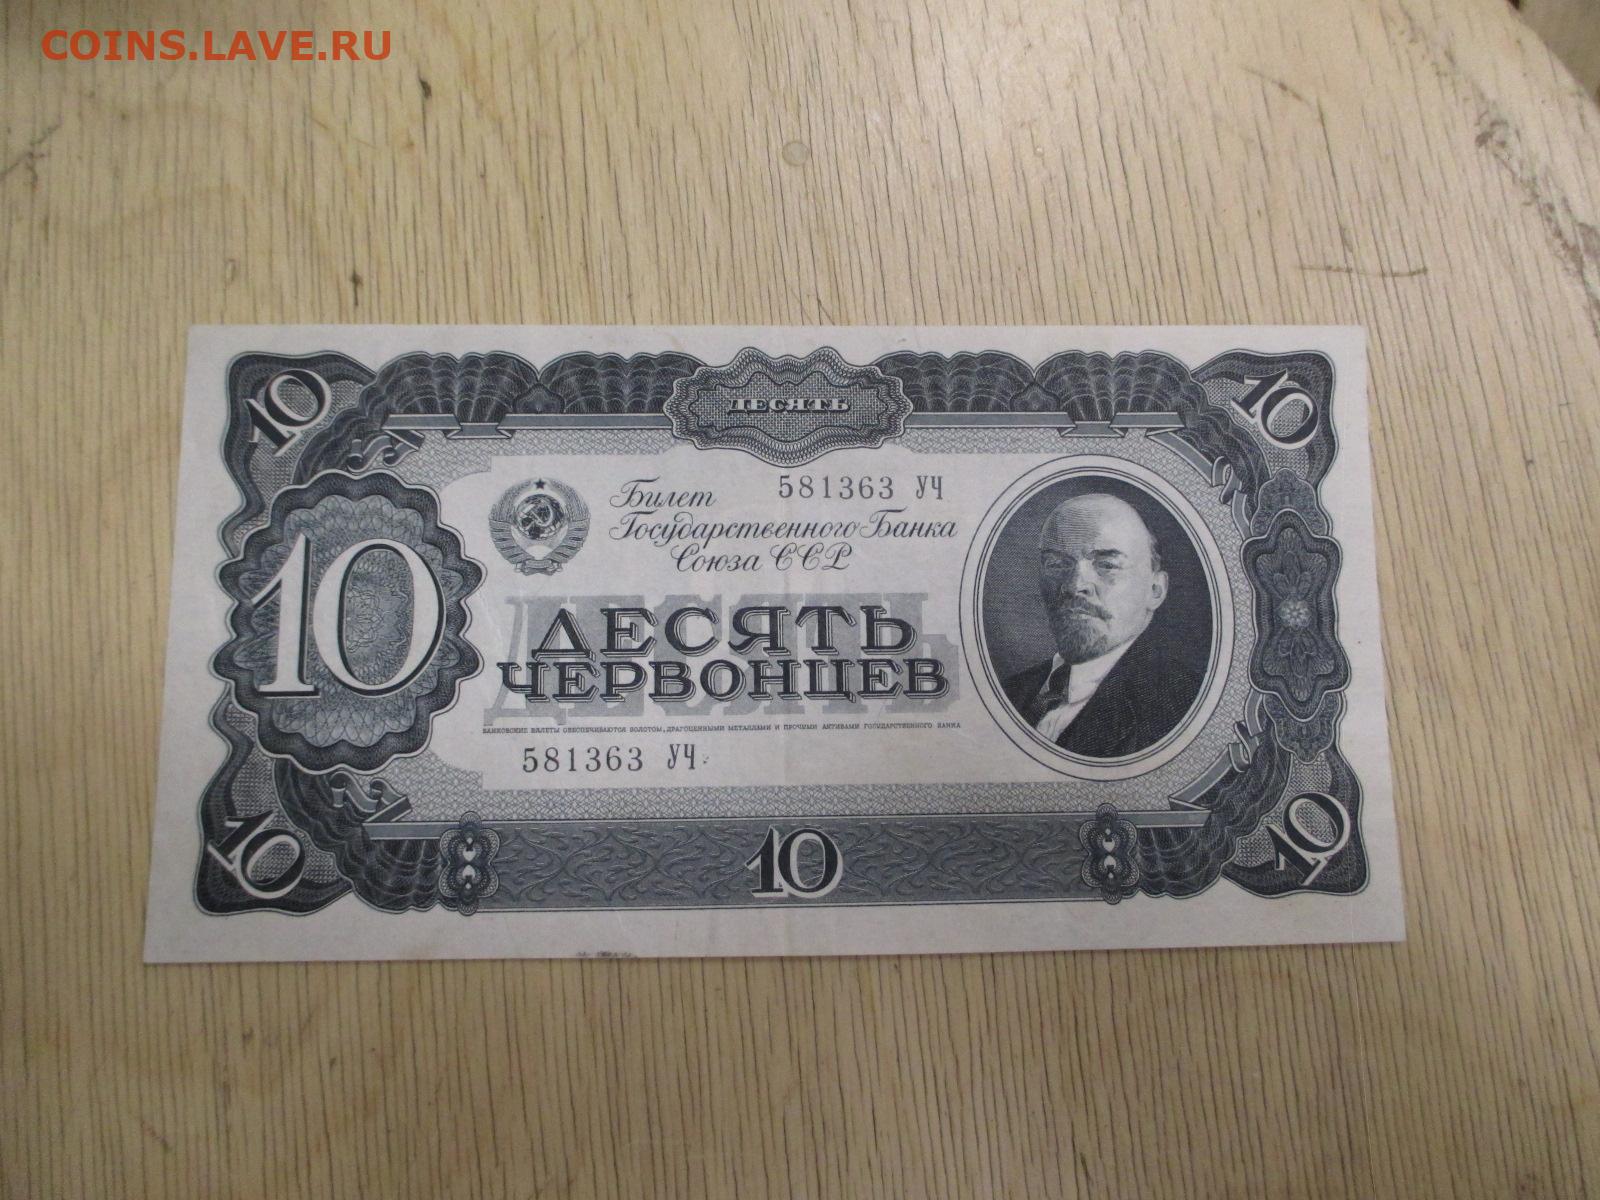 COINS.LAVE.RU
10
ДЕСЯТЬ
10
Билет
581363 УЧ
Государственного Банка
Союза ССР
10
ДЕСЯТЬ
ДЕСЯТЬ
ЧЕРВОНЦЕВ
БАНКОВСКИЕ БИЛЕТЫ ОБЕСПЕЧИВАЮТСЯ ЗОЛОТОМ, ДРАГОЦЕННЫМИ МЕТАЛЛАМИ И ПРОЧИМИ АКТИВАМИ ГОСУДАРСТВЕННОГО БАНКА
581363 УЧ
10
10
10